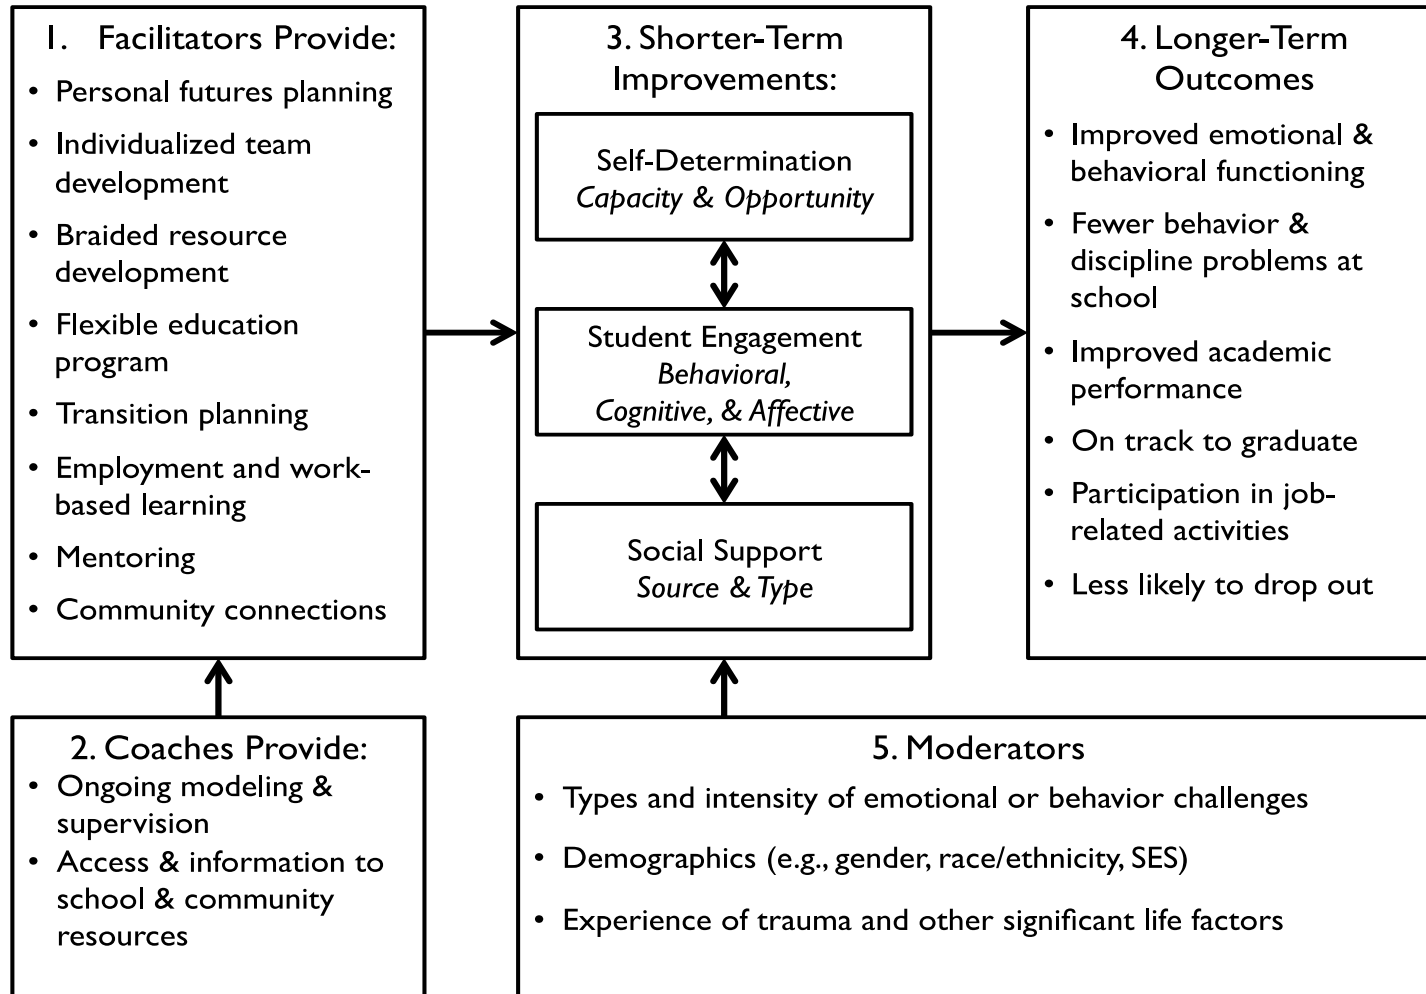 1. Facilitators Provide:
• Personal futures planning
• Individualized team
development
• Braided resource
development
• Flexible education
program
• Transition planning
• Employment and work-
based learning
• Mentoring
• Community connections
2. Coaches Provide:
• Ongoing modeling &
supervision
• Access & information to
school & community
resources
3. Shorter-Term
Improvements:
Self-Determination
Capacity & Opportunity
Student Engagement
Behavioral,
Cognitive, & Affective
Social Support
Source & Type
4. Longer-Term
Outcomes
• Improved emotional &
behavioral functioning
• Fewer behavior &
discipline problems at
school
• Improved academic
performance
• On track to graduate
• Participation in job-
related activities
• Less likely to drop out
5. Moderators
• Types and intensity of emotional or behavior challenges
• Demographics (e.g., gender, race/ethnicity, SES)
• Experience of trauma and other significant life factors